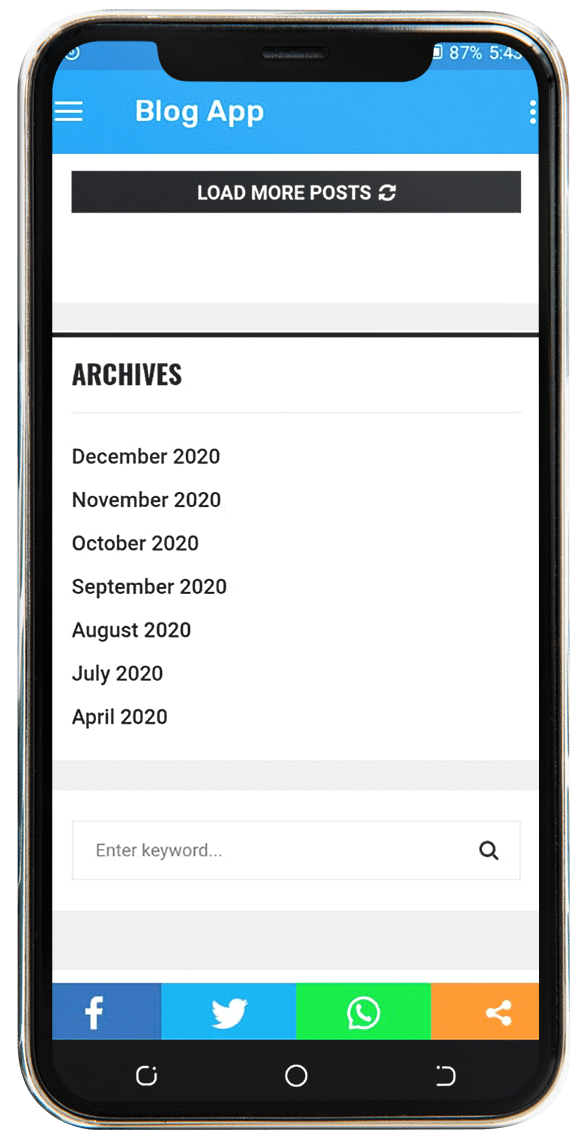 87% 5:43
Blog App
LOAD MORE POSTS
ARCHIVES
December 2020
November 2020
October 2020
September 2020
August 2020
July 2020
April 2020
Enter keyword...